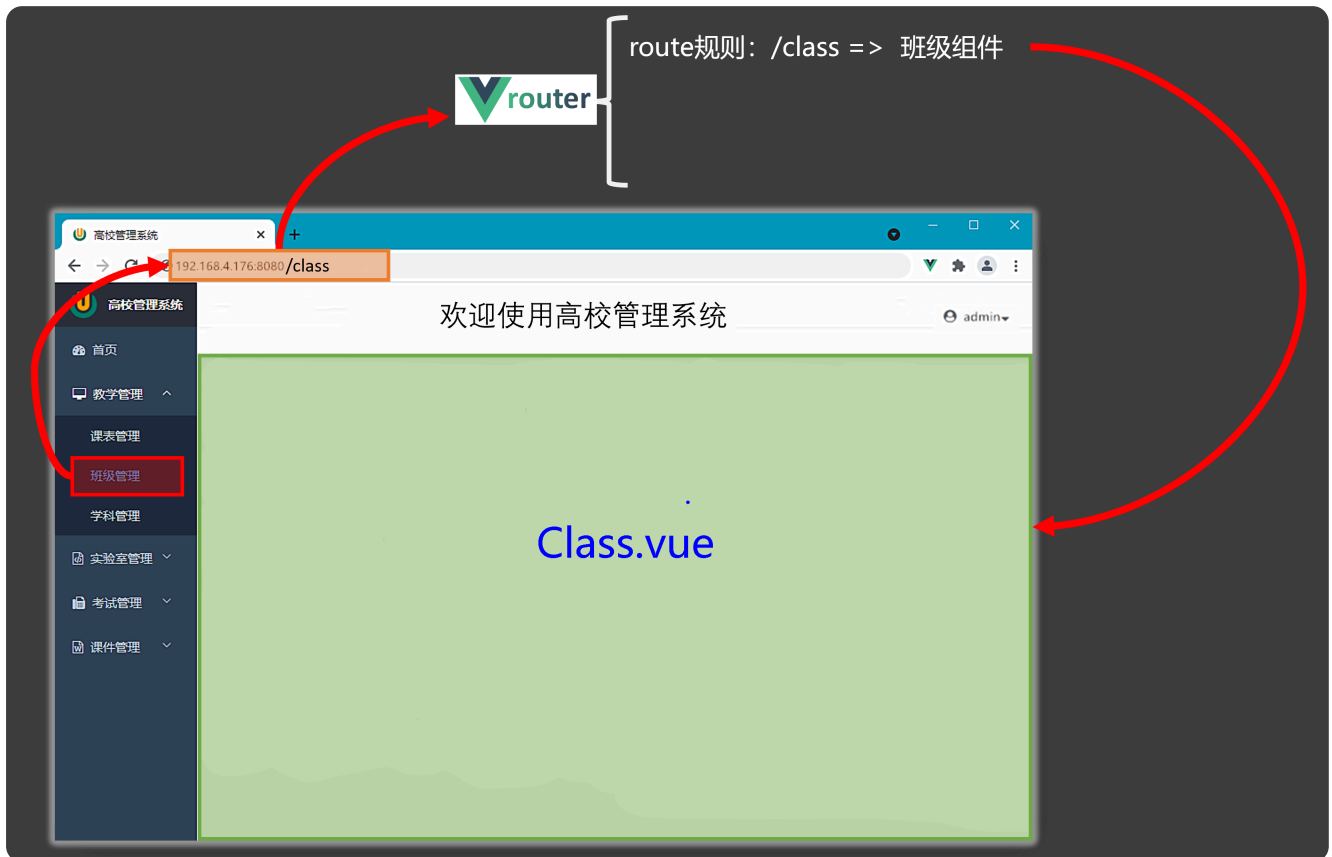 route规则：/class => 班级组件
router
高校管理系统
192.168.4.176:8080/class
高校管理系统
欢迎使用高校管理系统
admin
首页
教学管理
课表管理
班级管理
学科管理
实验室管理
考试管理
课件管理
Class.vue